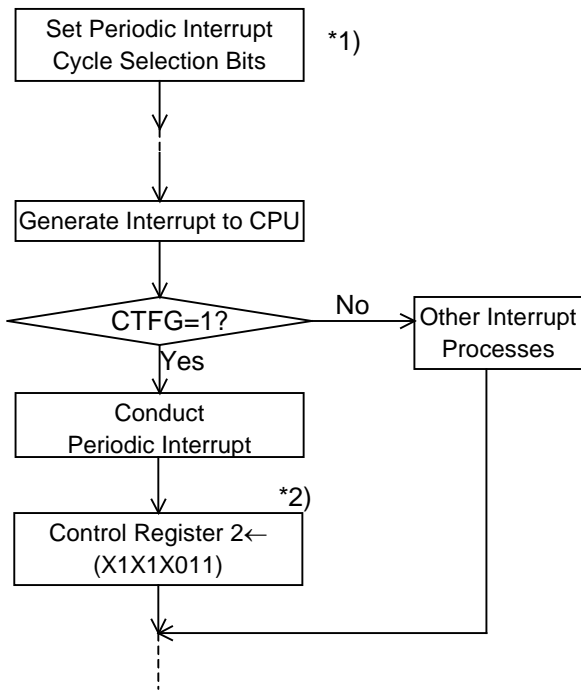 Set Periodic Interrupt
Cycle Selection Bits
*1)
Generate Interrupt to CPU
CTFG=1?
No
Other Interrupt
Processes
Yes
Conduct
Periodic Interrupt
*2)
Control Register 2←
(X1X1X011)